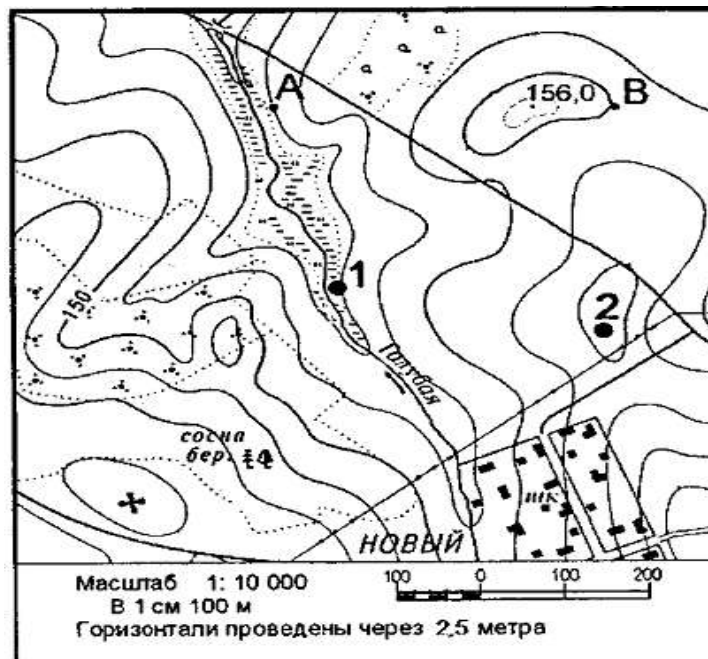 А
156,0 В
1
150
2
Голубая
сосна
бер.
шк
НОВЫЙ
Масштаб 1: 10 000
В 1 см 100 м
100 0 100 200
Горизонтали проведены через 2,5 метра